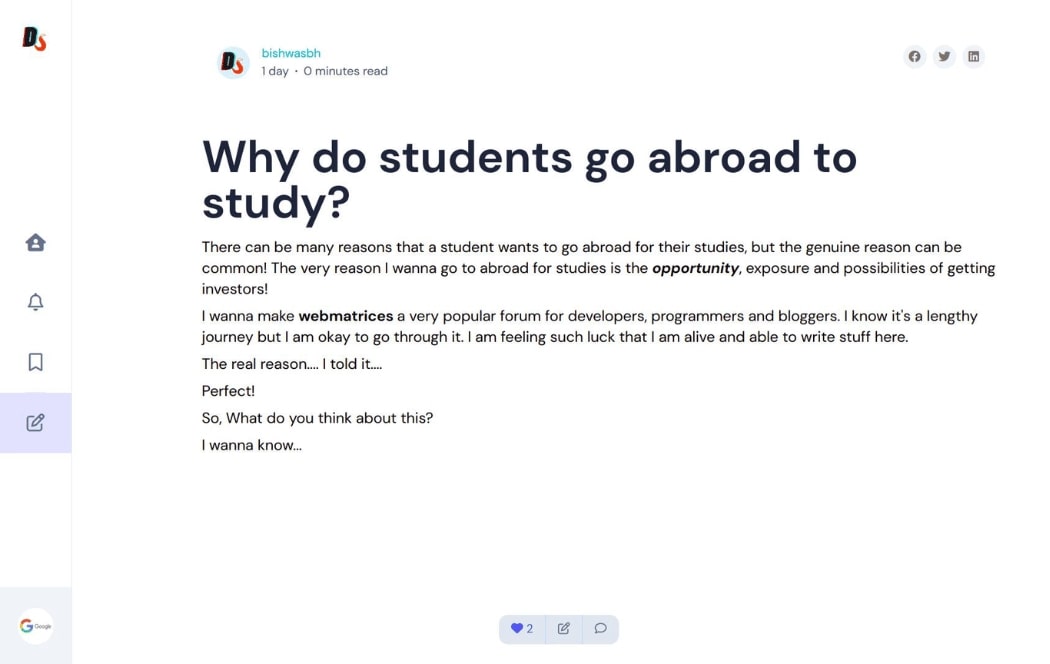 DS
DS
bishwasbh
1 day · 0 minutes read
Why do students go abroad to
study?
There can be many reasons that a student wants to go abroad for their studies, but the genuine reason can be
common! The very reason I wanna go to abroad for studies is the opportunity, exposure and possibilities of getting
investors!
I wanna make webmatrices a very popular forum for developers, programmers and bloggers. I know it's a lengthy
journey but I am okay to go through it. I am feeling such luck that I am alive and able to write stuff here.
The real reason.... I told it....
Perfect!
So, What do you think about this?
I wanna know...
G Google
2